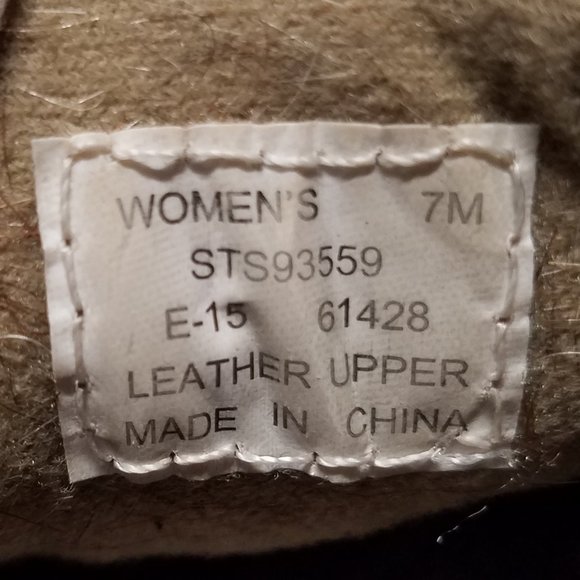 WOMEN'S 7M
STS93559
E-15 61428
LEATHER UPPER
MADE IN CHINA